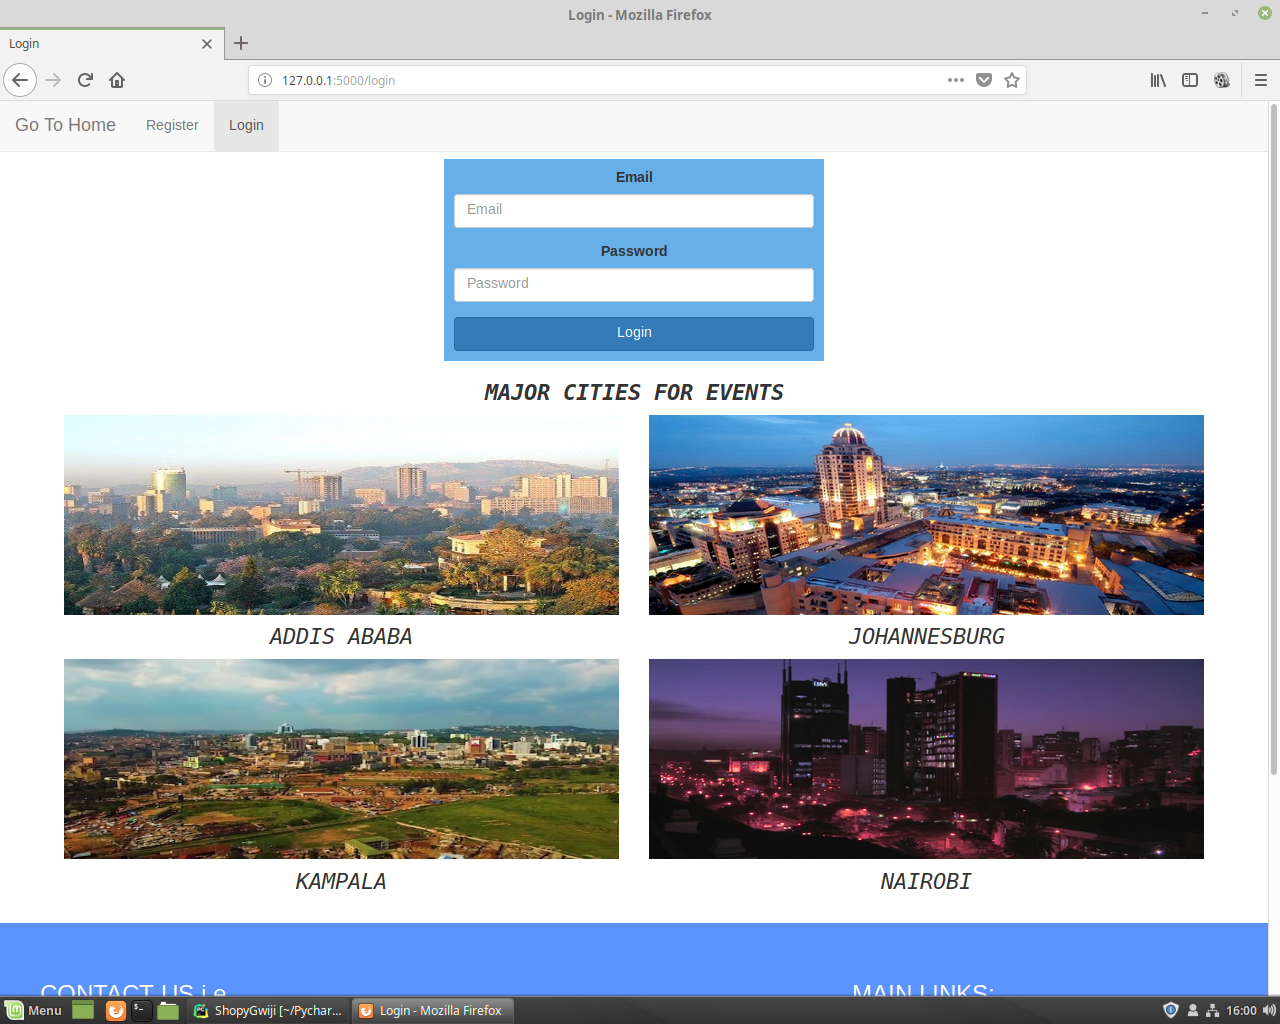 Login - Mozilla Firefox
Login
127.0.0.1:5000/login
Go To Home Register Login
Email
Email
Password
Password
Login
MAJOR CITIES FOR EVENTS
ADDIS ABABA
JOHANNESBURG
KAMPALA
NAIROBI
CONTACT US i.e
MAIN LINKS:
Menu
ShopyGwiji [~/Pychar...
Login - Mozilla Firefox
16:00